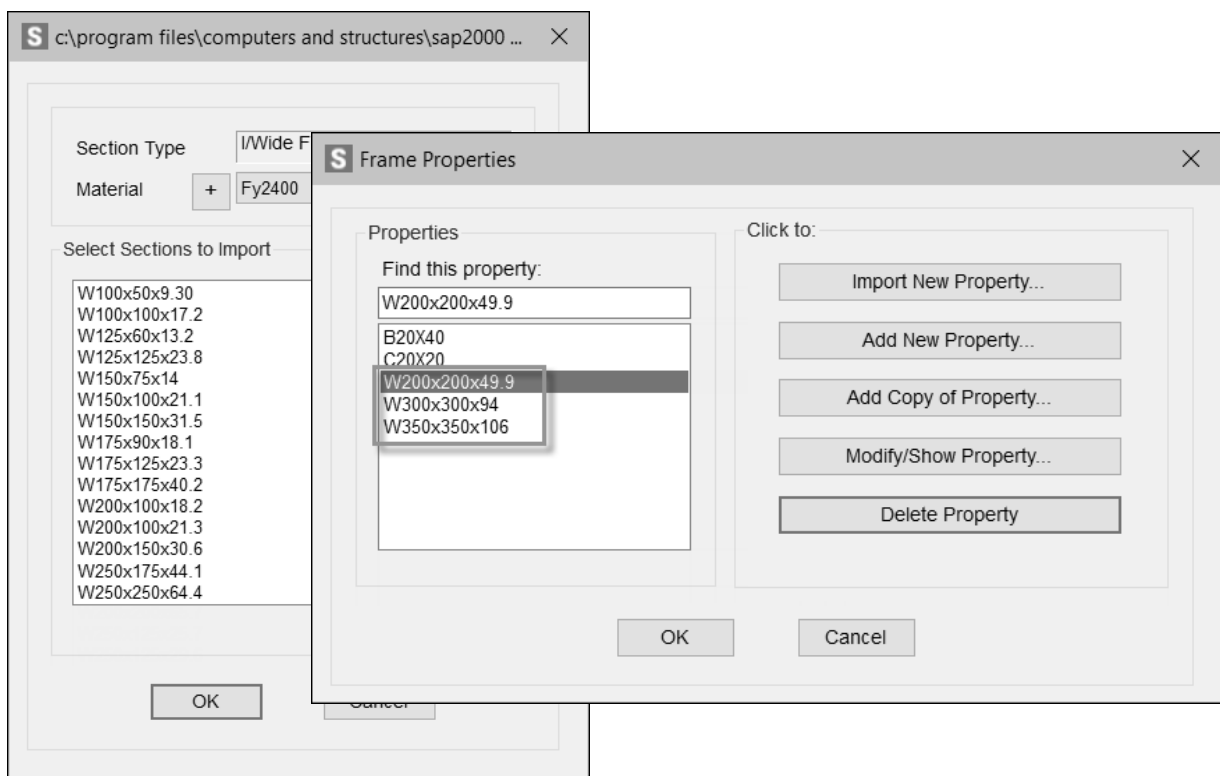 S c:\program files\computers and structures\sap2000 ...
Section Type
I/Wide F
Material
+
Fy2400
Select Sections to Import
W100x50x9.30
W100x100x17.2
W125x60x13.2
W125x125x23.8
W150x75x14
W150x100x21.1
W150x150x31.5
W175x90x18.1
W175x125x23.3
W175x175x40.2
W200x100x18.2
W200x100x21.3
W200x150x30.6
W250x175x44.1
W250x250x64.4
OK
Cancel
S Frame Properties
Properties
Find this property:
W200x200x49.9
B20X40
C20X20
W200x200x49.9
W300x300x94
W350x350x106
Click to:
Import New Property...
Add New Property...
Add Copy of Property...
Modify/Show Property...
Delete Property
OK
Cancel